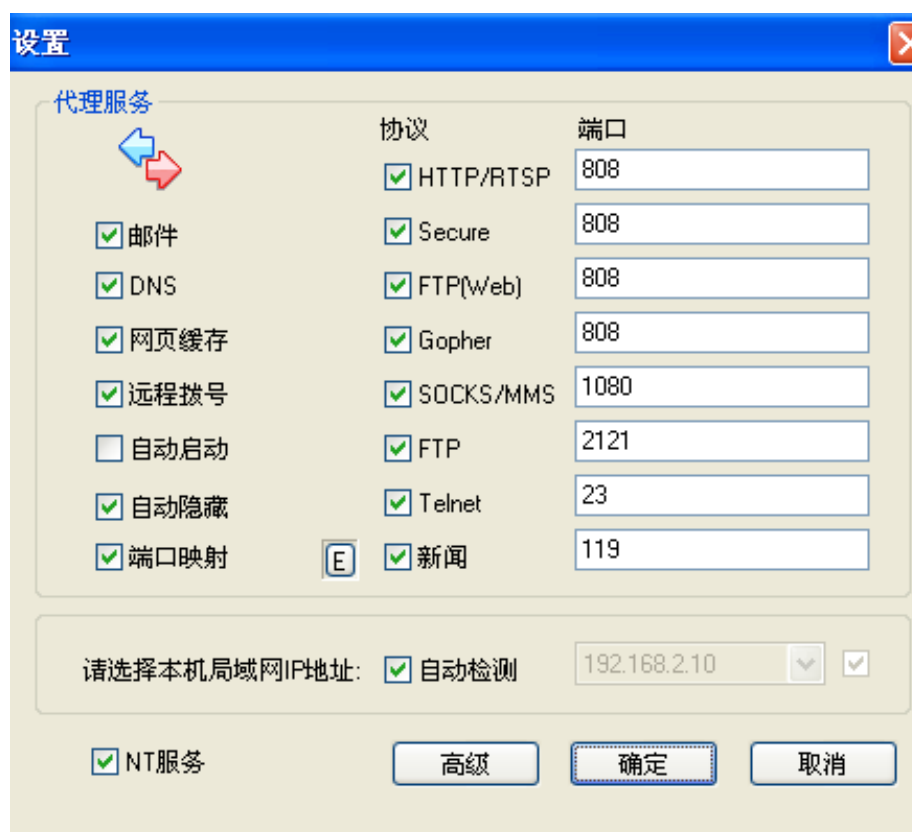 设置
代理服务
协议 端口
HTTP/RTSP 808
邮件 Secure 808
DNS FTP(Web) 808
网页缓存 Gopher 808
远程拨号 SOCKS/MMS 1080
自动启动 FTP 2121
自动隐藏 Telnet 23
端口映射 E 新闻 119
请选择本机局域网IP地址: 自动检测 192.168.2.10
NT服务 高级 确定 取消